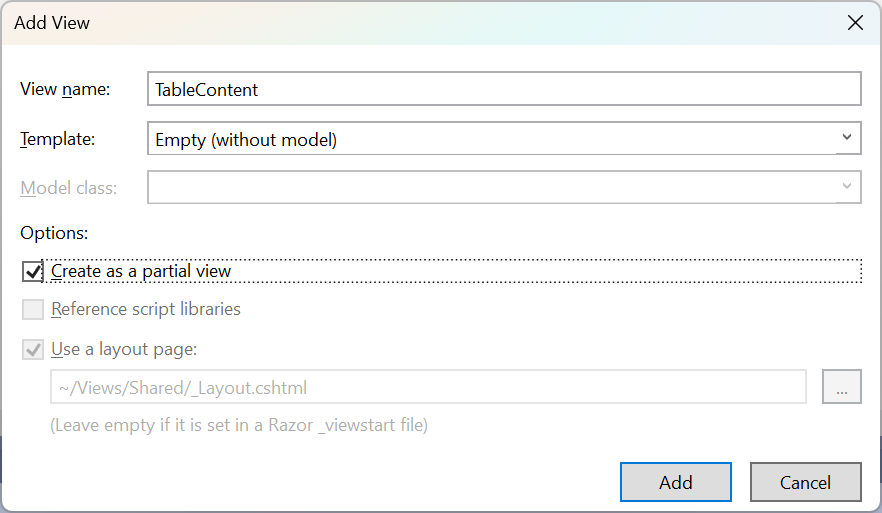 Add View
View name: TableContent
Template: Empty (without model)
Model class:
Options:
Create as a partial view
Reference script libraries
Use a layout page:
~/Views/Shared/_Layout.cshtml ...
(Leave empty if it is set in a Razor _viewstart file)
Add Cancel